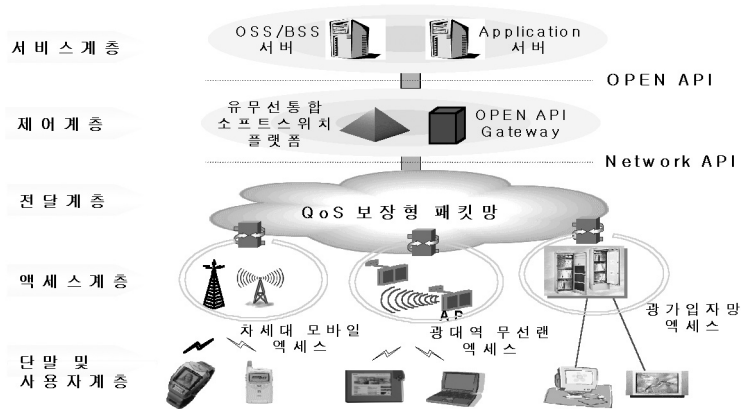 서비스계층
OSS/BSS
서버
Application
서버
OPEN API
제어계층
유무선통합
소프트스위치
플랫폼
OPEN API
Gateway
Network API
전달계층
QoS 보장형 패킷망
액세스계층
AP
차세대 모바일
엑세스
광대역 무선랜
엑세스
광가입자망
엑세스
단말 및
사용자계층